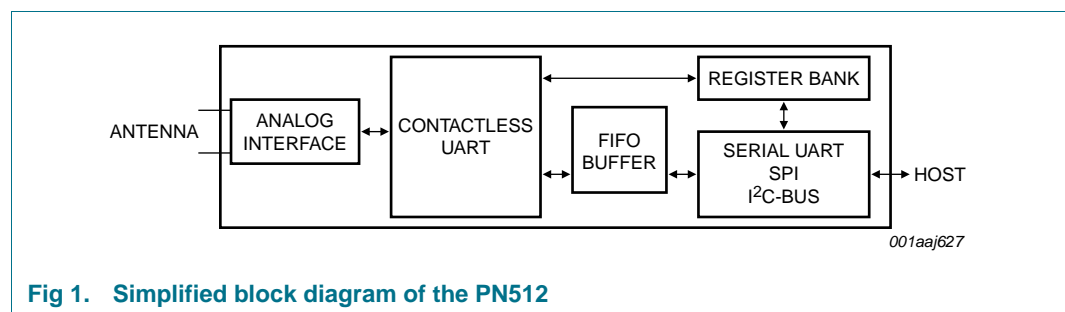 ANTENNA
ANALOG
INTERFACE
CONTACTLESS
UART
FIFO
BUFFER
REGISTER BANK
SERIAL UART
SPI
I²C-BUS
HOST
001aaj627
Fig 1. Simplified block diagram of the PN512